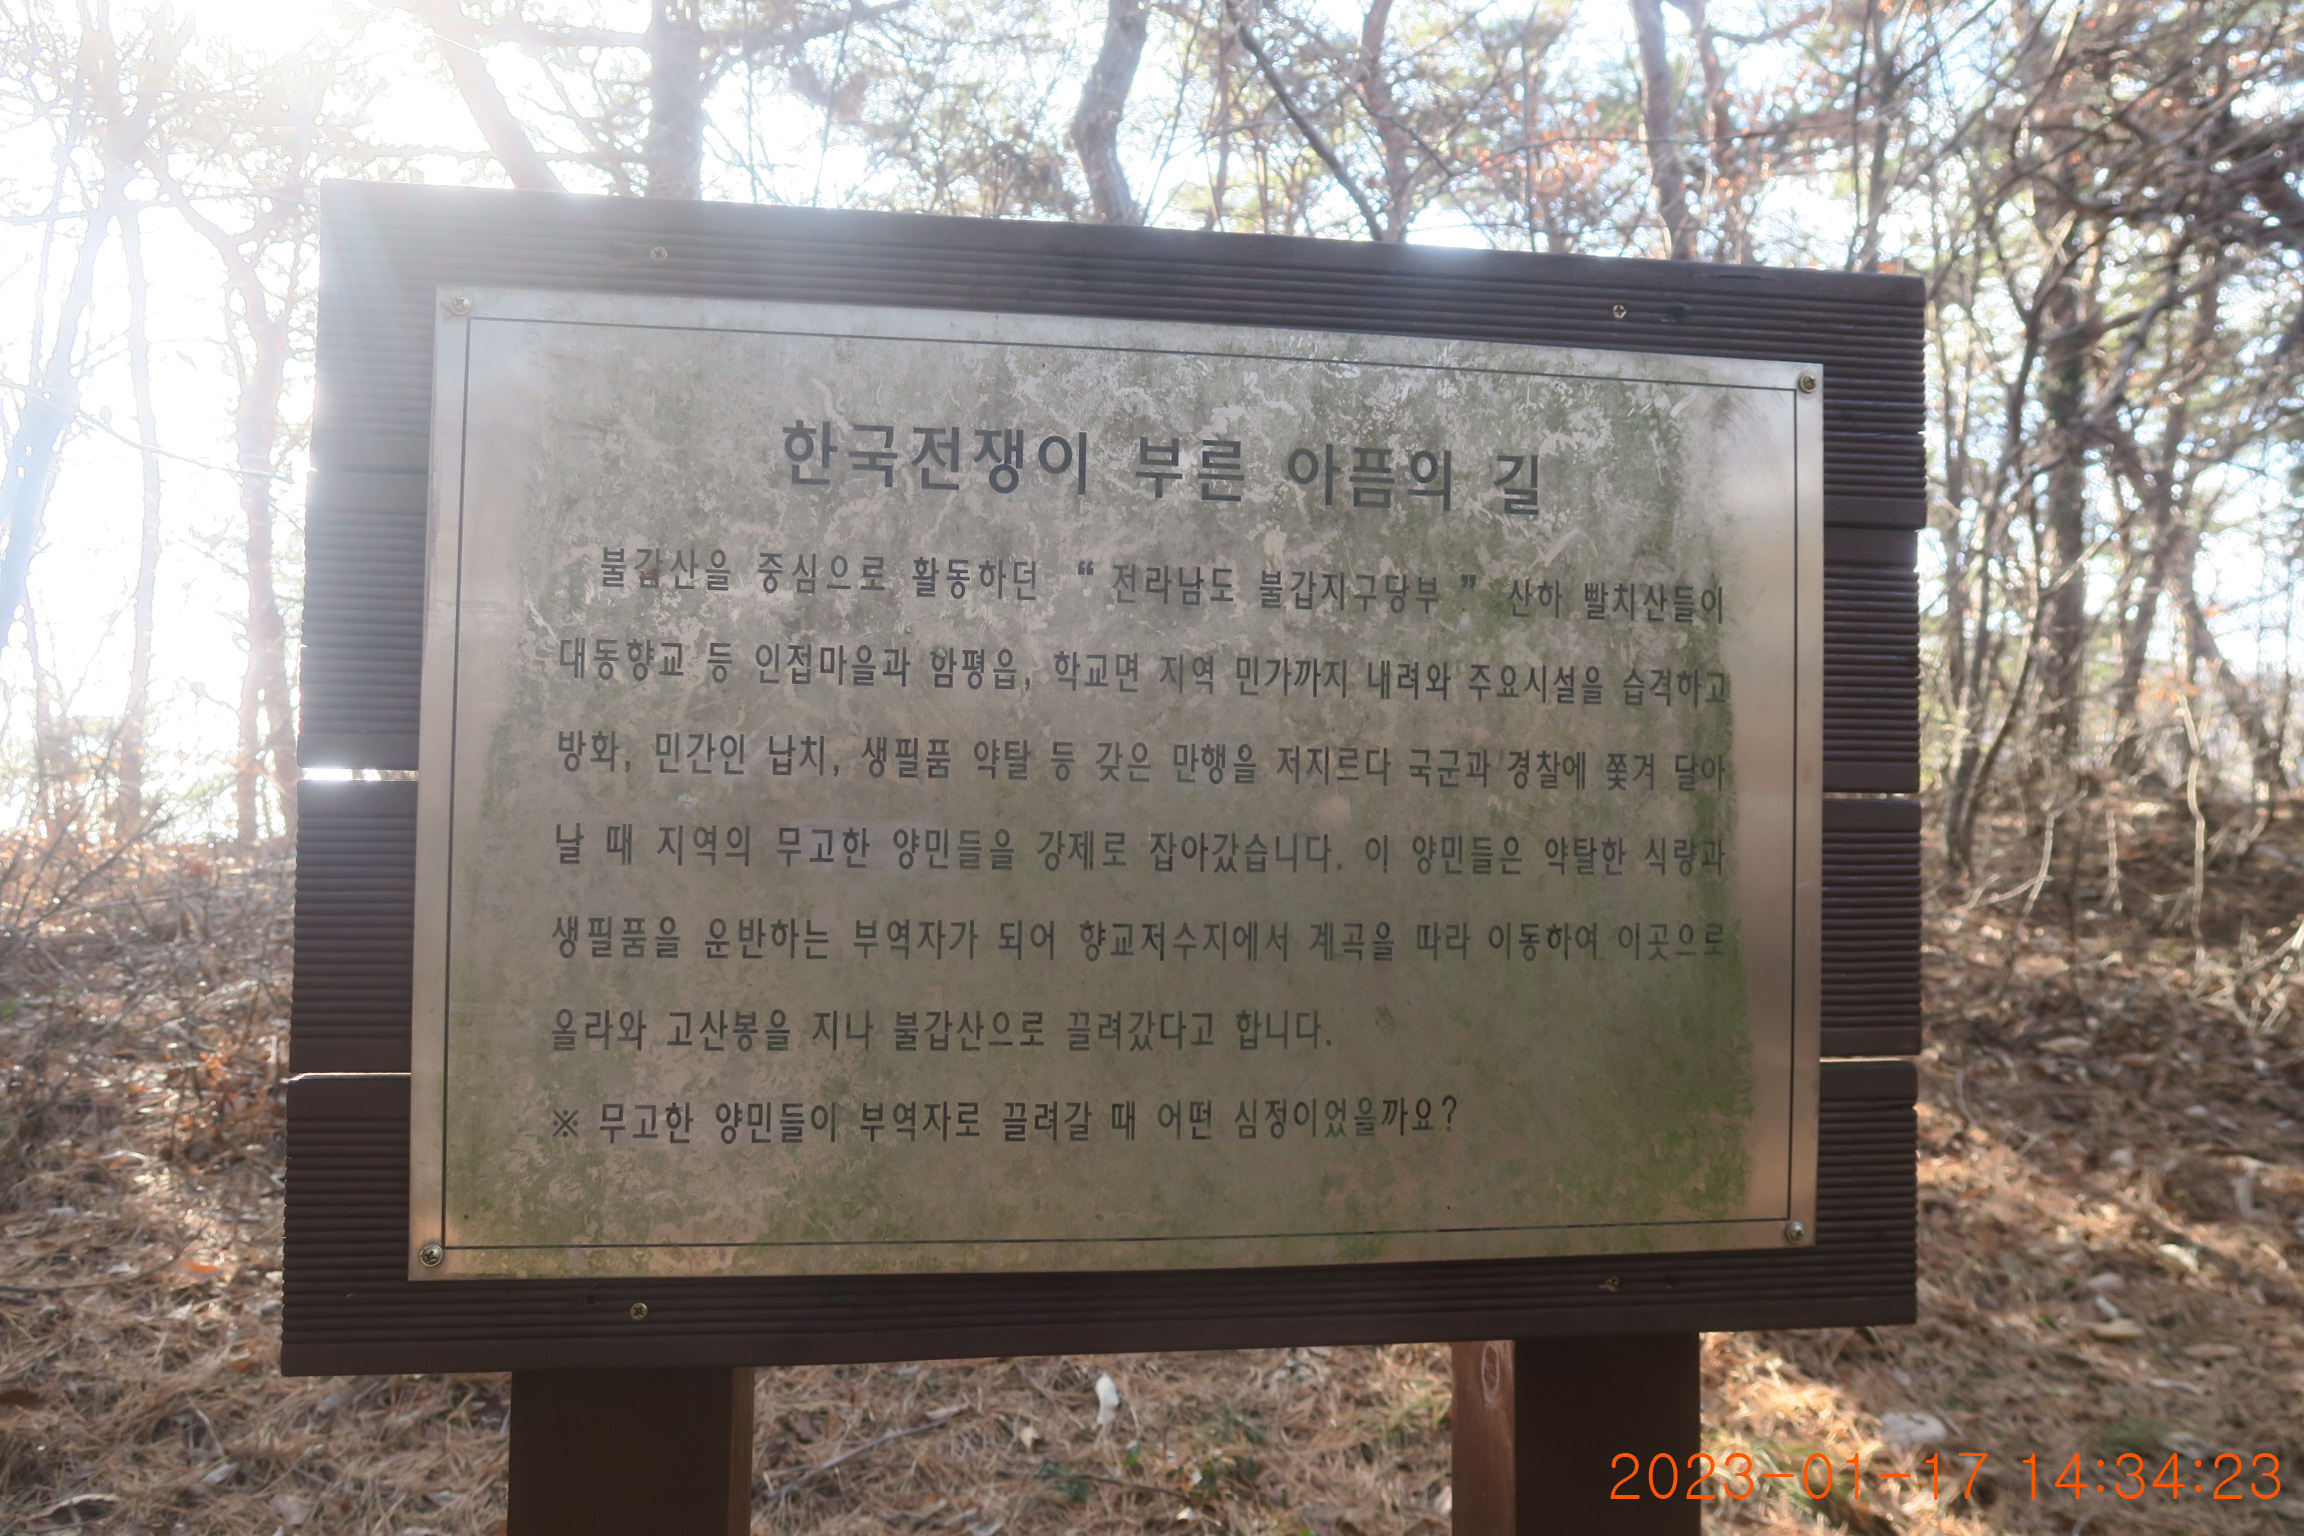 한국전쟁이 부른 아픔의 길
불갑산을 중심으로 활동하던 “ 전라남도 불갑지구당부 ” 산하 빨치산들이
대동향교 등 인접마을과 함평읍, 학교면 지역 민가까지 내려와 주요시설을 습격하고
방화, 민간인 납치, 생필품 약탈 등 갖은 만행을 저지르다 국군과 경찰에 쫓겨 달아
날 때 지역의 무고한 양민들을 강제로 잡아갔습니다. 이 양민들은 약탈한 식량과
생필품을 운반하는 부역자가 되어 향교저수지에서 계곡을 따라 이동하여 이곳으로
올라와 고산봉을 지나 불갑산으로 끌려갔다고 합니다.
※ 무고한 양민들이 부역자로 끌려갈 때 어떤 심정이었을까요?
2023-01-17 14:34:23